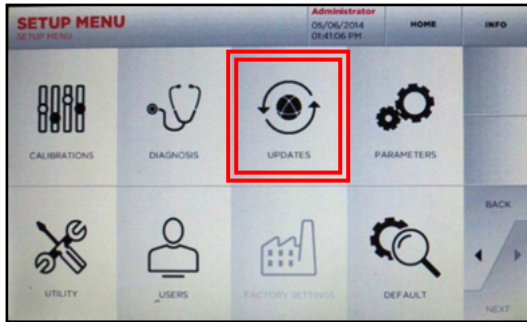 SETUP MENU
SETUP MENU
Administrator
05/06/2014
01:41:06 PM
HOME
INFO
CALIBRATIONS
DIAGNOSIS
UPDATES
PARAMETERS
BACK
UTILITY
USERS
FACTORY SETTINGS
DEFAULT
NEXT